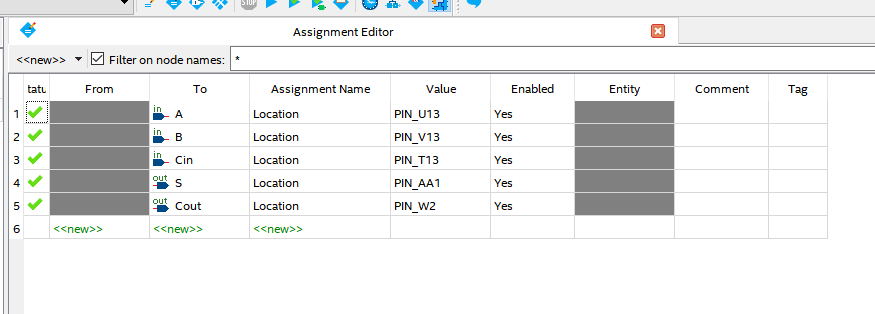 STOP
Assignment Editor
<<new>> Filter on node names: *
tatu From To Assignment Name Value Enabled Entity Comment Tag
1 in A Location PIN_U13 Yes
2 in B Location PIN_V13 Yes
3 in Cin Location PIN_T13 Yes
4 out S Location PIN_AA1 Yes
5 out Cout Location PIN_W2 Yes
6 <<new>> <<new>> <<new>>